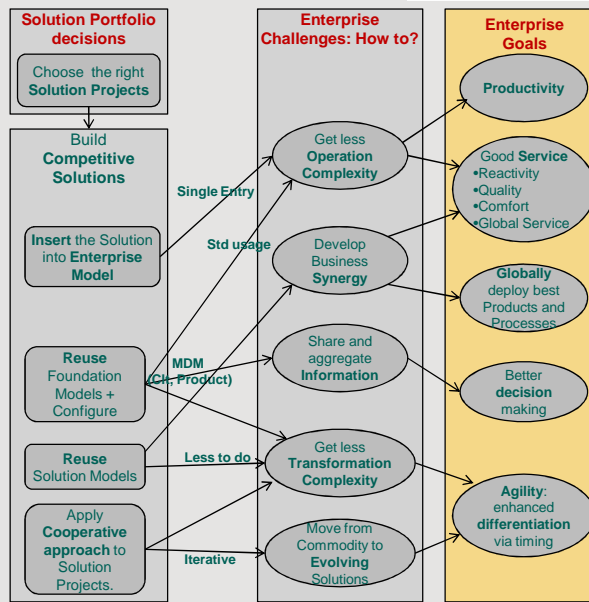 Solution Portfolio
decisions
Choose the right
Solution Projects
Build
Competitive
Solutions
Insert the Solution
into Enterprise
Model
Reuse
Foundation
Models +
Configure
Reuse
Solution Models
Apply
Cooperative
approach to
Solution
Projects.
Single Entry
Std usage
MDM
(Clt, Product)
Less to do
Iterative
Enterprise
Challenges: How to?
Get less
Operation
Complexity
Develop
Business
Synergy
Share and
aggregate
Information
Get less
Transformation
Complexity
Move from
Commodity to
Evolving
Solutions
Enterprise
Goals
Productivity
Good Service
•Reactivity
•Quality
•Comfort
•Global Service
Globally
deploy best
Products and
Processes
Better
decision
making
Agility:
enhanced
differentiation
via timing